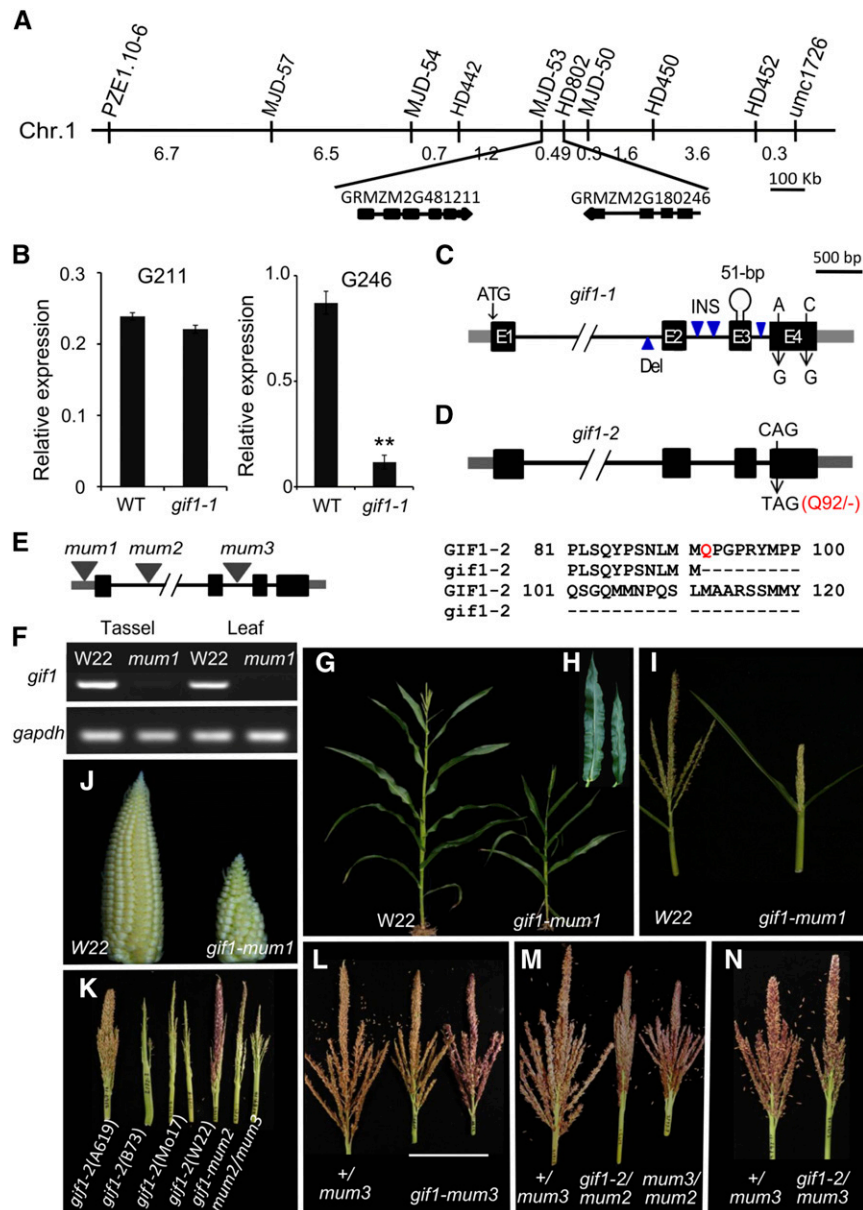 A
PZE1.10-6
MJD-57
MJD-54
HD442
MJD-53
HD802
MJD-50
HD450
HD452
umc1726
Chr.1
6.7 6.5 0.7 1.2 0.49 0.3 1.6 3.6 0.3
100 Kb
GRMZM2G481211 GRMZM2G180246
B
G211
Relative expression
0.3
0.2
0.1
0
WT gif1-1
G246
Relative expression
1.0
0.5
0
**
WT gif1-1
C
500 bp
51-bp
ATG gif1-1 INS A C
E1 E2 E3 E4
Del G G
D
gif1-2 CAG
TAG (Q92/-)
GIF1-2 81 PLSQYPSNLM MQPGPRYMPP 100
gif1-2 PLSQYPSNLM M---------
GIF1-2 101 QSGQMMNPQS LMAARSSMMY 120
gif1-2 ---------- ----------
E
mum1 mum2 mum3
F
Tassel Leaf
W22 mum1 W22 mum1
gif1
gapdh
G
W22 gif1-mum1
H
I
W22 gif1-mum1
J
W22 gif1-mum1
K
gif1-2(A619)
gif1-2(B73)
gif1-2(Mo17)
gif1-2(W22)
gif1-mum2
mum2/mum3
L
+/
mum3
gif1-mum3
M
+/
mum3
gif1-2/
mum2
mum3/
mum2
N
+/
mum3
gif1-2/
mum3